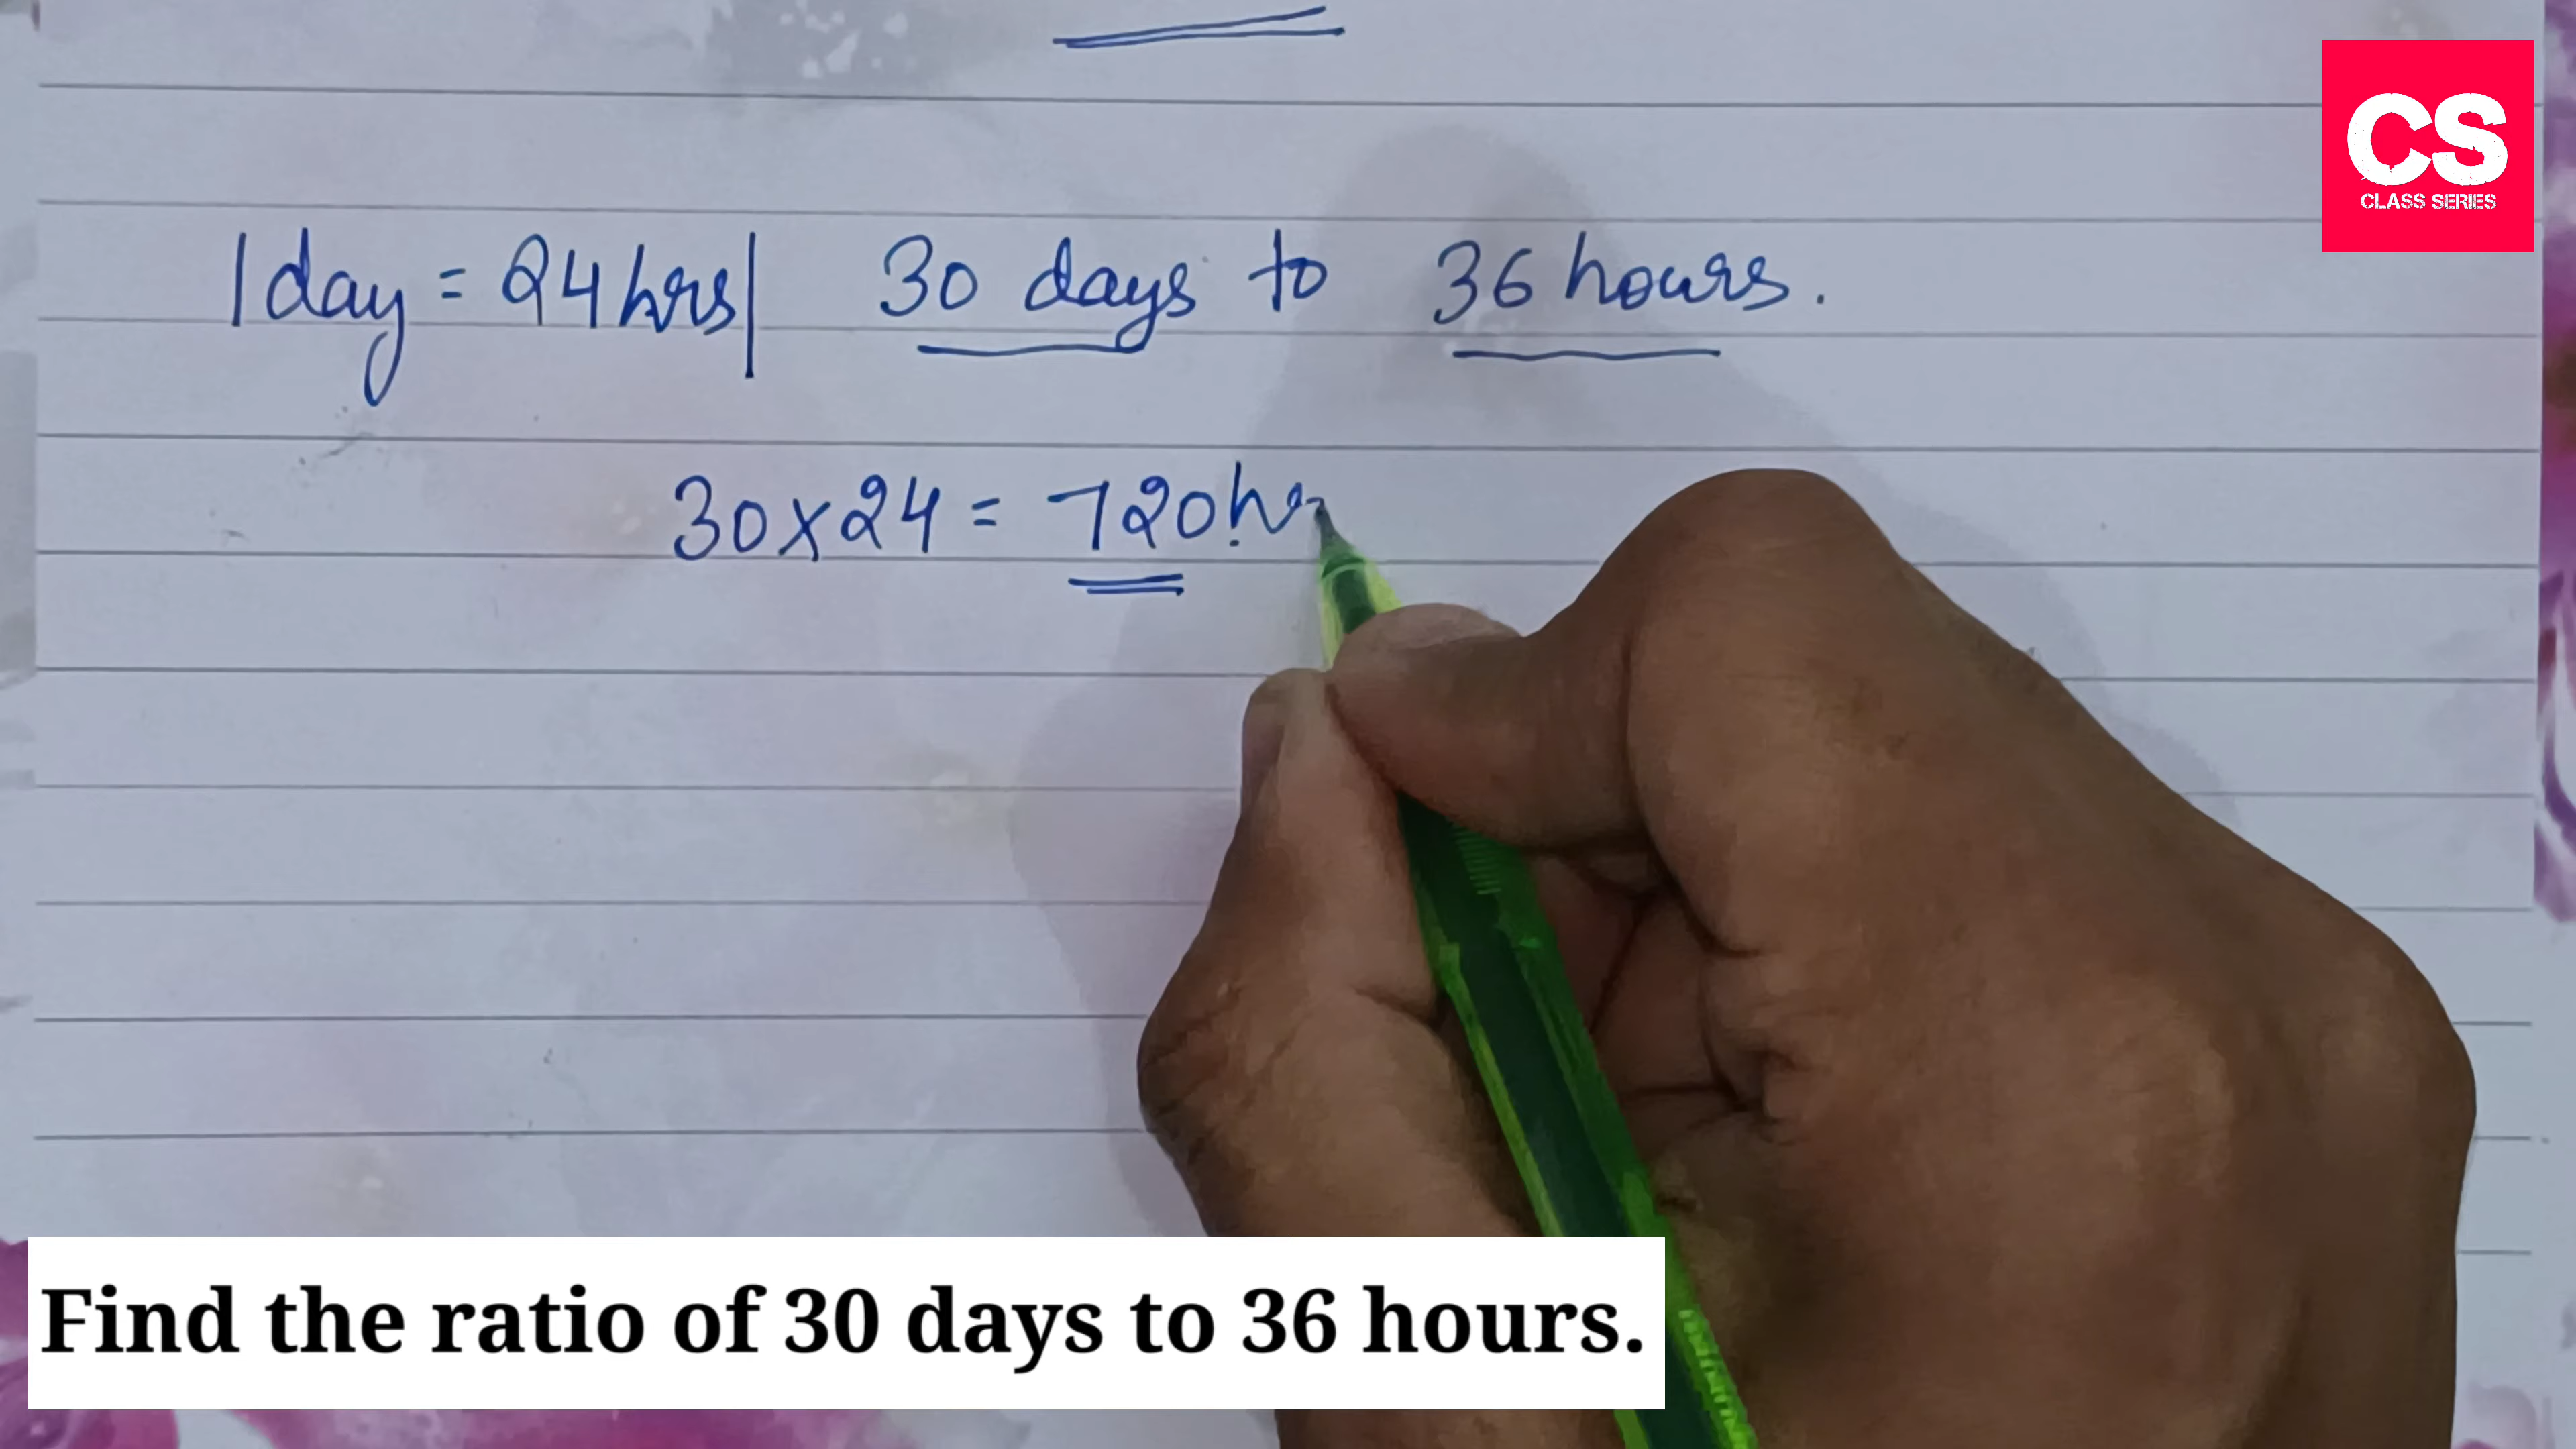 CS
CLASS SERIES
1day = 24hrs| 30 days to 36 hours.
30x24 = 720hr
Find the ratio of 30 days to 36 hours.